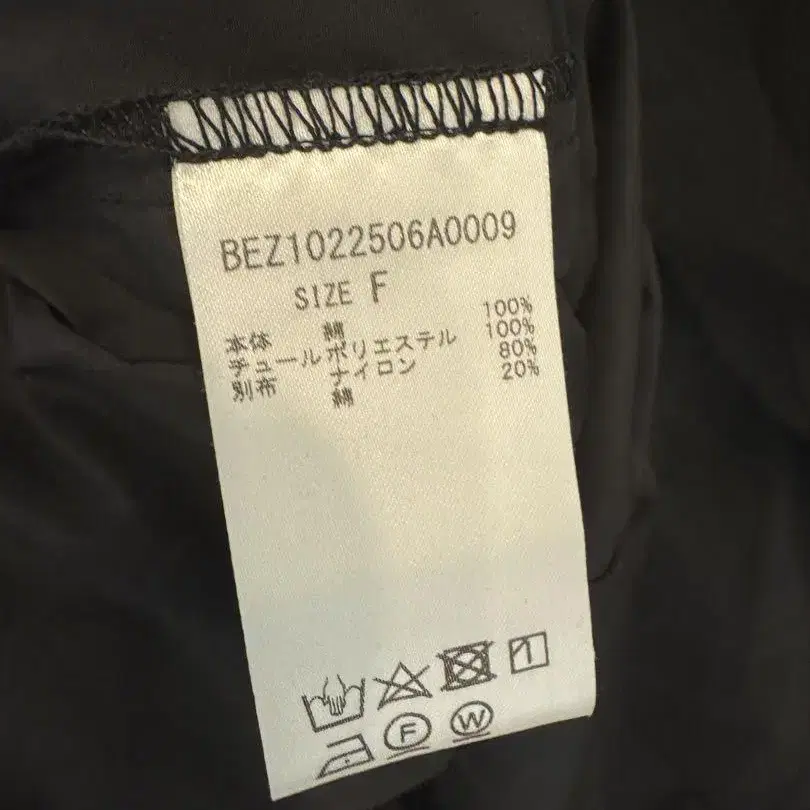 BEZ1022506A0009
SIZE F
本体 綿 100%
チュール ポリエステル 100%
別布 ナイロン 80%
綿 20%
F W